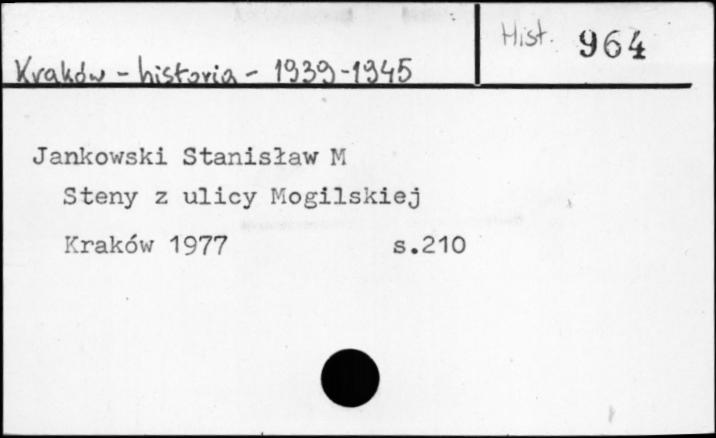 Hist. 964
Kraków - historia - 1939-1945
Jankowski Stanisław M
Steny z ulicy Mogilskiej
Kraków 1977 s.210